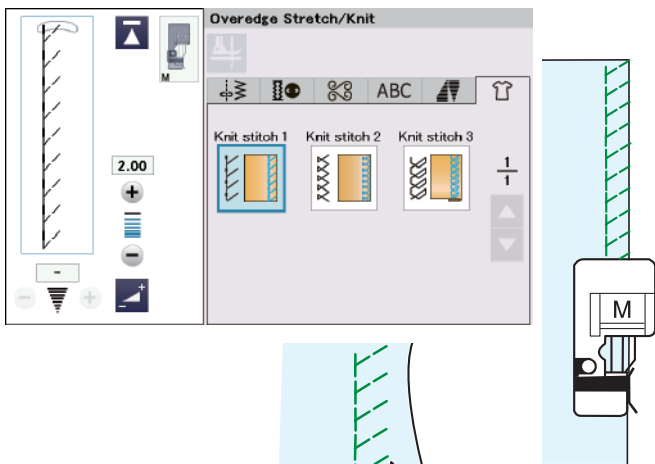 Overedge Stretch/Knit
M
ABC
Knit stitch 1 Knit stitch 2 Knit stitch 3
1
1
2.00
+
−
-
− +
− +
M